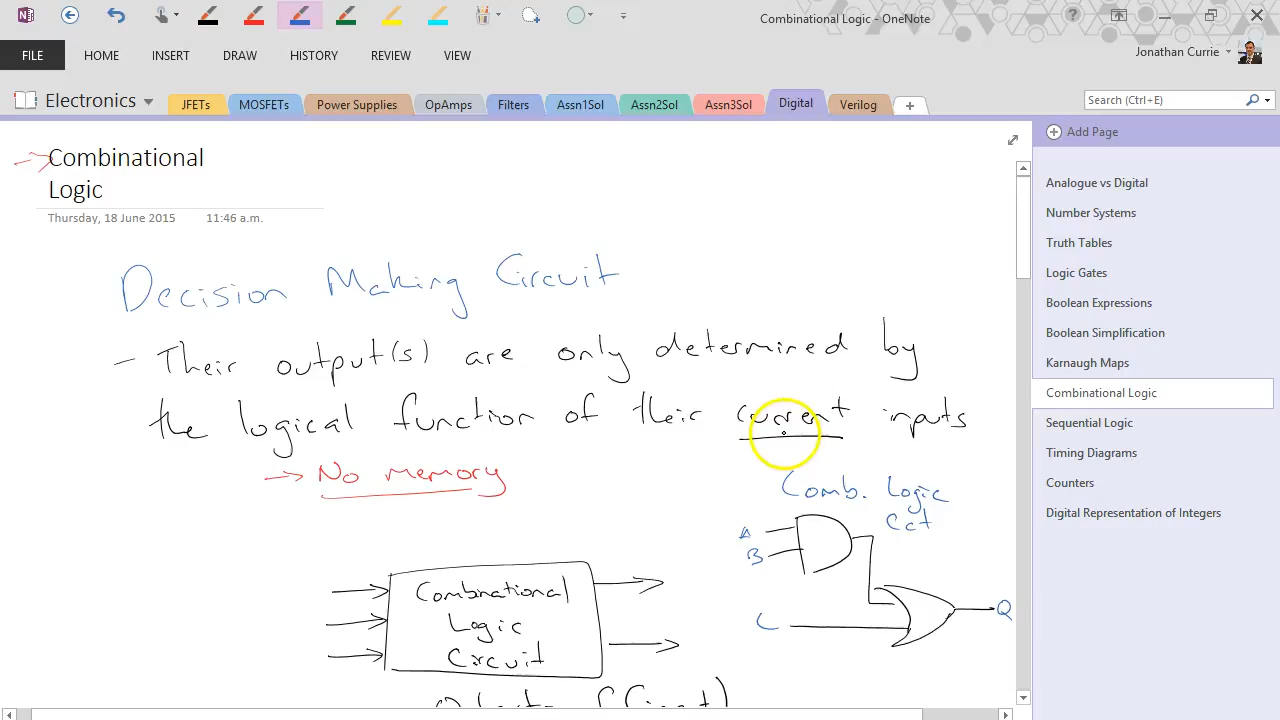 Combinational Logic - OneNote
?
FILE
HOME
INSERT
DRAW
HISTORY
REVIEW
VIEW
Jonathan Currie
Electronics
JFETs
MOSFETs
Power Supplies
OpAmps
Filters
Assn1Sol
Assn2Sol
Assn3Sol
Digital
Verilog
Search (Ctrl+E)
Add Page
Combinational
Logic
Thursday, 18 June 2015 11:46 a.m.
Decision Making Circuit
- Their output(s) are only determined by
the logical function of their current inputs
→ No memory
Comb. Logic
Cct
A
B
C
Q
Combinational
Logic
Circuit
Analogue vs Digital
Number Systems
Truth Tables
Logic Gates
Boolean Expressions
Boolean Simplification
Karnaugh Maps
Combinational Logic
Sequential Logic
Timing Diagrams
Counters
Digital Representation of Integers